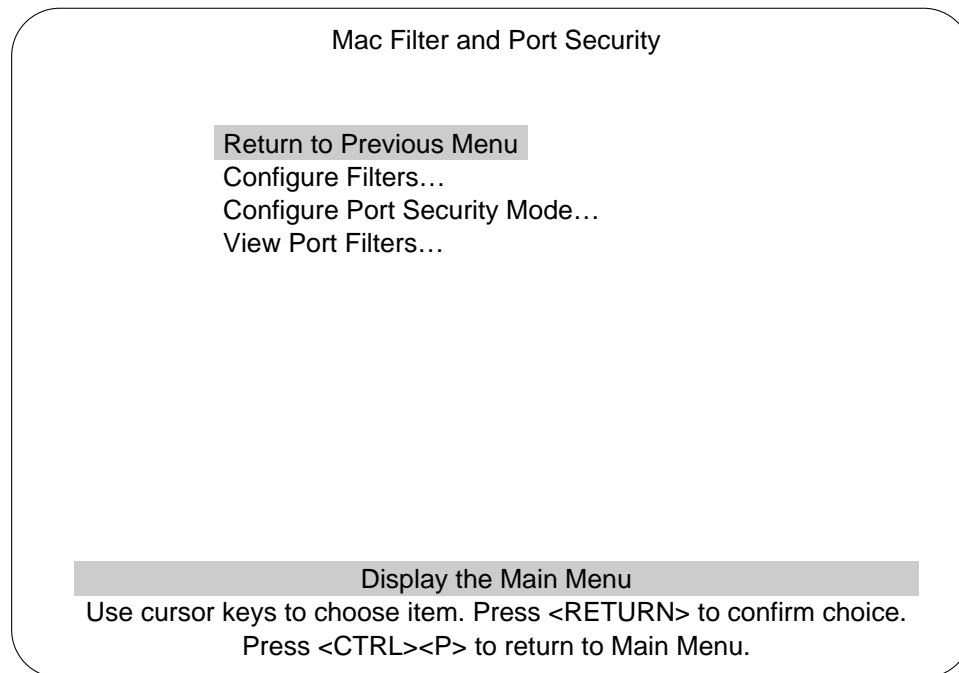 Mac Filter and Port Security
Return to Previous Menu
Configure Filters…
Configure Port Security Mode…
View Port Filters…
Display the Main Menu
Use cursor keys to choose item. Press <RETURN> to confirm choice.
Press <CTRL><P> to return to Main Menu.